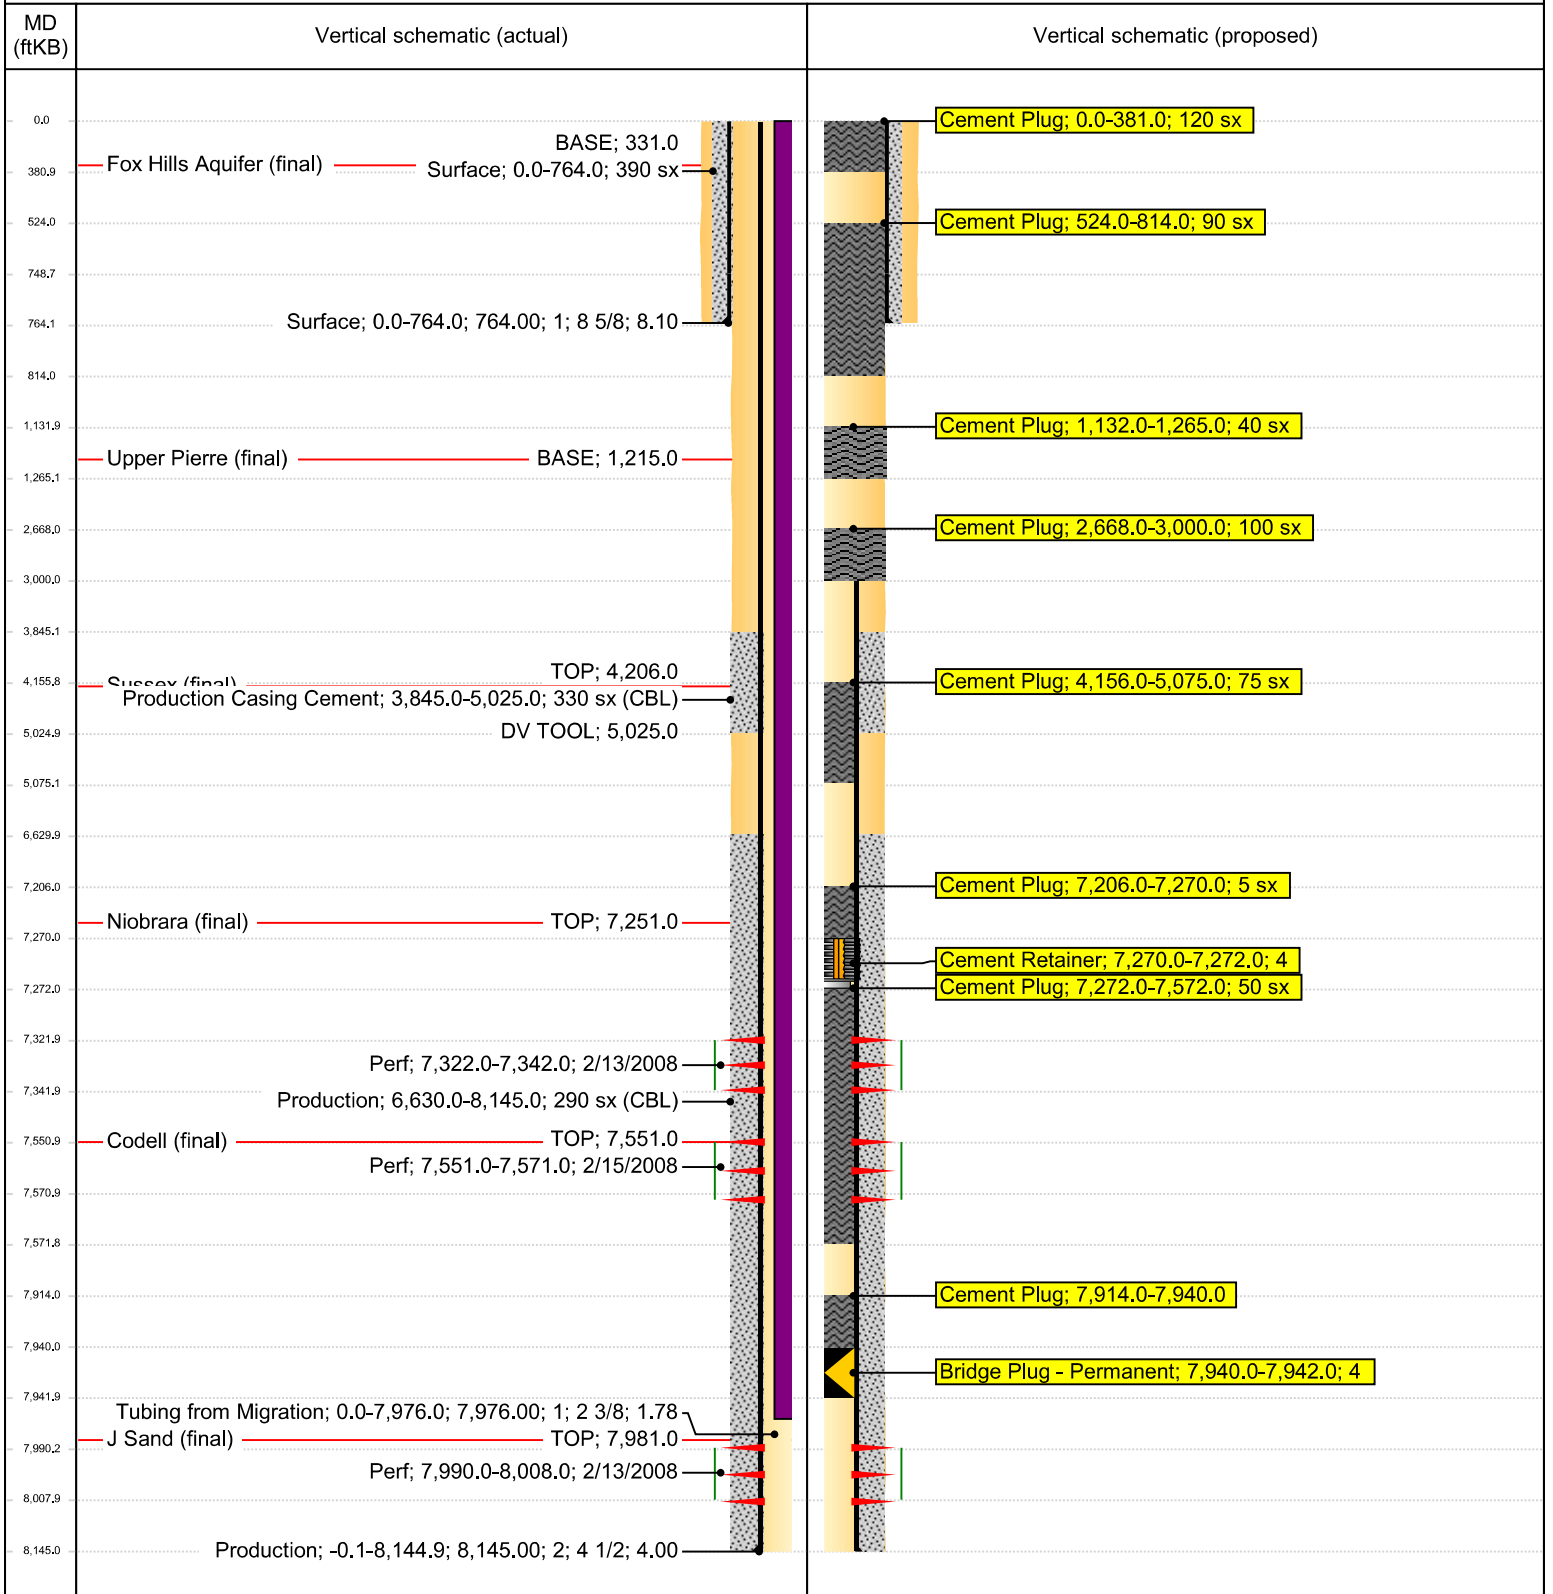 MD (ftKB)
Vertical schematic (actual)
Vertical schematic (proposed)
0.0
Cement Plug; 0.0-381.0; 120 sx
BASE; 331.0
Fox Hills Aquifer (final)
Surface; 0.0-764.0; 390 sx
380.9
524.0
Cement Plug; 524.0-814.0; 90 sx
748.7
Surface; 0.0-764.0; 764.00; 1; 8 5/8; 8.10
764.1
814.0
1,131.9
Cement Plug; 1,132.0-1,265.0; 40 sx
Upper Pierre (final)
BASE; 1,215.0
1,265.1
2,668.0
Cement Plug; 2,668.0-3,000.0; 100 sx
3,000.0
3,845.1
TOP; 4,206.0
4,155.8
Sussex (final)
Cement Plug; 4,156.0-5,075.0; 75 sx
Production Casing Cement; 3,845.0-5,025.0; 330 sx (CBL)
DV TOOL; 5,025.0
5,024.9
5,075.1
6,629.9
7,206.0
Cement Plug; 7,206.0-7,270.0; 5 sx
Niobrara (final)
TOP; 7,251.0
7,270.0
Cement Retainer; 7,270.0-7,272.0; 4
7,272.0
Cement Plug; 7,272.0-7,572.0; 50 sx
7,321.9
Perf; 7,322.0-7,342.0; 2/13/2008
7,341.9
Production; 6,630.0-8,145.0; 290 sx (CBL)
Codell (final)
TOP; 7,551.0
7,550.9
Perf; 7,551.0-7,571.0; 2/15/2008
7,570.9
7,571.8
7,914.0
Cement Plug; 7,914.0-7,940.0
7,940.0
Bridge Plug - Permanent; 7,940.0-7,942.0; 4
7,941.9
Tubing from Migration; 0.0-7,976.0; 7,976.00; 1; 2 3/8; 1.78
J Sand (final)
TOP; 7,981.0
7,990.2
Perf; 7,990.0-8,008.0; 2/13/2008
8,007.9
Production; -0.1-8,144.9; 8,145.00; 2; 4 1/2; 4.00
8,145.0